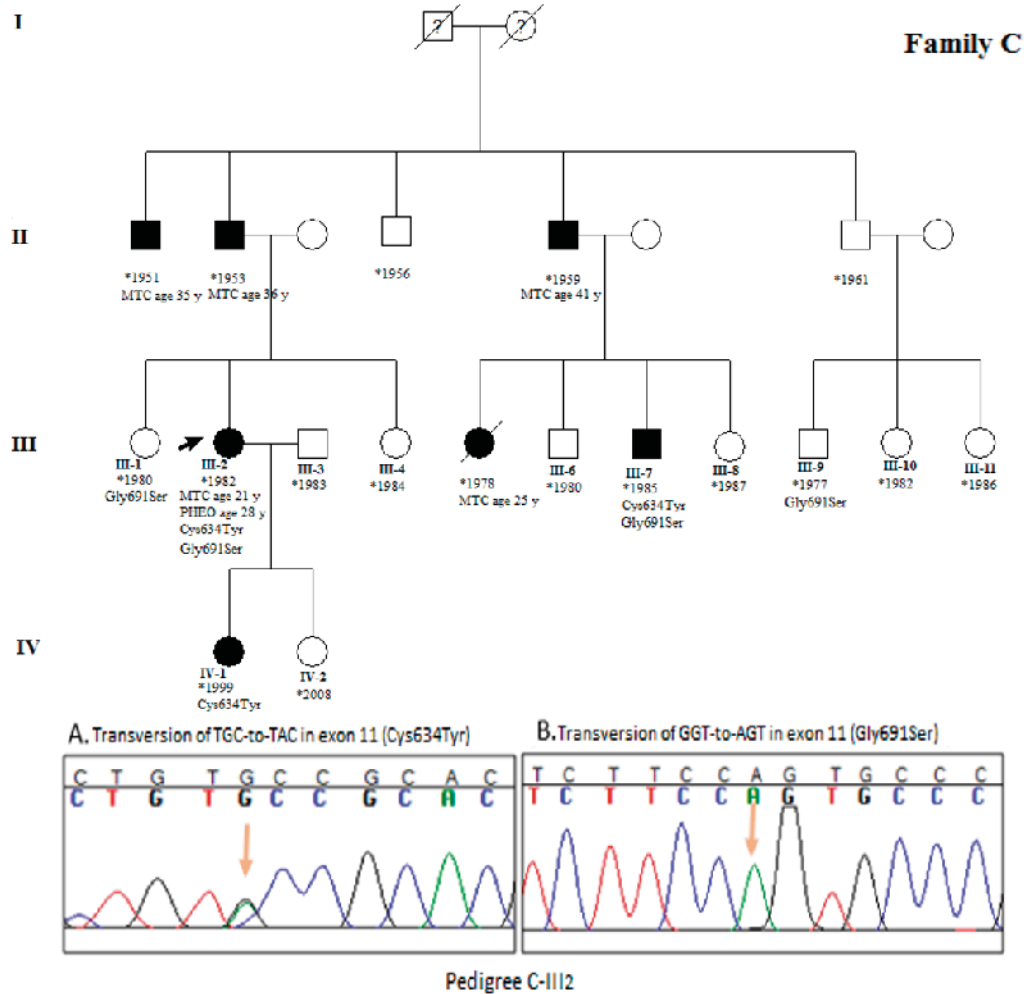 I
? ?
Family C
II
*1951
MTC age 35 y
*1953
MTC age 36 y
*1956
*1959
MTC age 41 y
*1961
III
III-1
*1980
Gly691Ser
III-2
*1982
MTC age 21 y
PHEO age 28 y
Cys634Tyr
Gly691Ser
III-3
*1983
III-4
*1984
*1978
MTC age 25 y
III-6
*1980
III-7
*1985
Cys634Tyr
Gly691Ser
III-8
*1987
III-9
*1977
Gly691Ser
III-10
*1982
III-11
*1986
IV
IV-1
*1999
Cys634Tyr
IV-2
*2008
A. Transversion of TGC-to-TAC in exon 11 (Cys634Tyr)
C T G T G C C G C A C
C T G T G C C G C A C
B. Transversion of GGT-to-AGT in exon 11 (Gly691Ser)
T C T T C C A G T G C C C
T C T T C C A G T G C C C
Pedigree C-III2